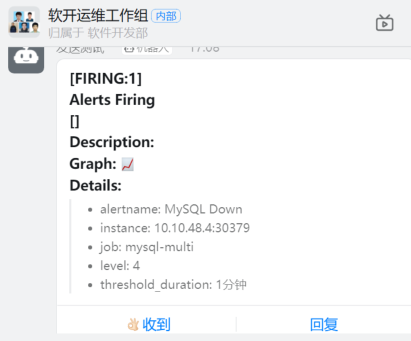 软开运维工作组 内部
归属于 软件开发部
发送测试 机器人 17:06
[FIRING:1]
Alerts Firing
[]
Description:
Graph: 📈
Details:
• alertname: MySQL Down
• instance: 10.10.48.4:30379
• job: mysql-multi
• level: 4
• threshold_duration: 1分钟
👌🏻收到
回复